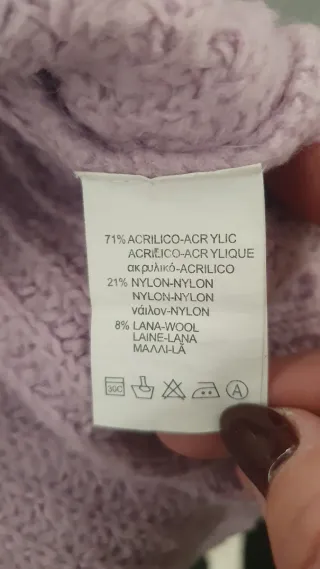 71% ACRILICO-ACRYLIC
ACRILICO-ACRYLIQUE
ακρυλικό-ACRILICO
21% NYLON-NYLON
NYLON-NYLON
νάιλον-NYLON
8% LANA-WOOL
LAINE-LANA
ΜΑΛΛΙ-LÃ
30C
A